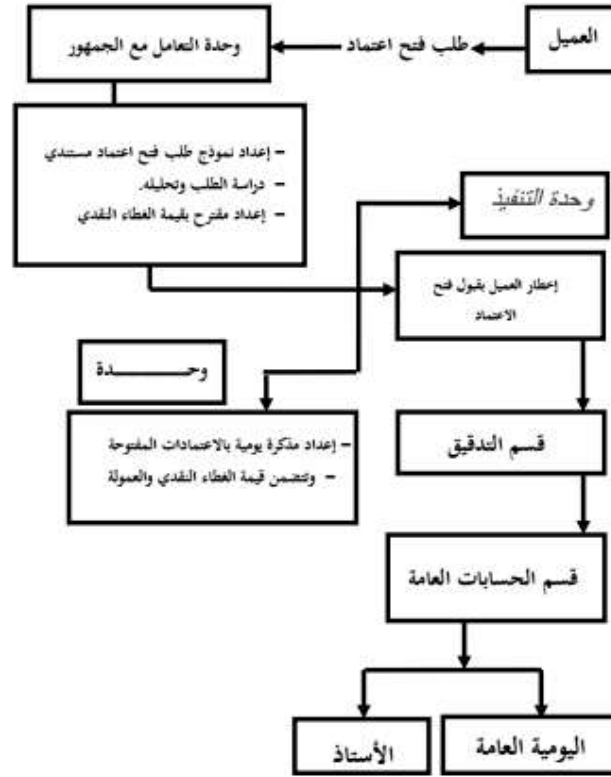 العميل
طلب فتح اعتماد
وحدة التعامل مع الجمهور
– إعداد نموذج طلب فتح اعتماد مستندي
– دراسة الطلب وتحليله.
– إعداد مقترح بقيمة الغطاء النقدي
وحدة التنفيذ
إخطار العميل بقبول فتح
الاعتماد
وحــــــــدة
– إعداد مذكرة يومية بالاعتمادات المفتوحة
– وتتضمن قيمة الغطاء النقدي والعمولة
قسم التدقيق
قسم الحسابات العامة
اليومية العامة
الأستاذ